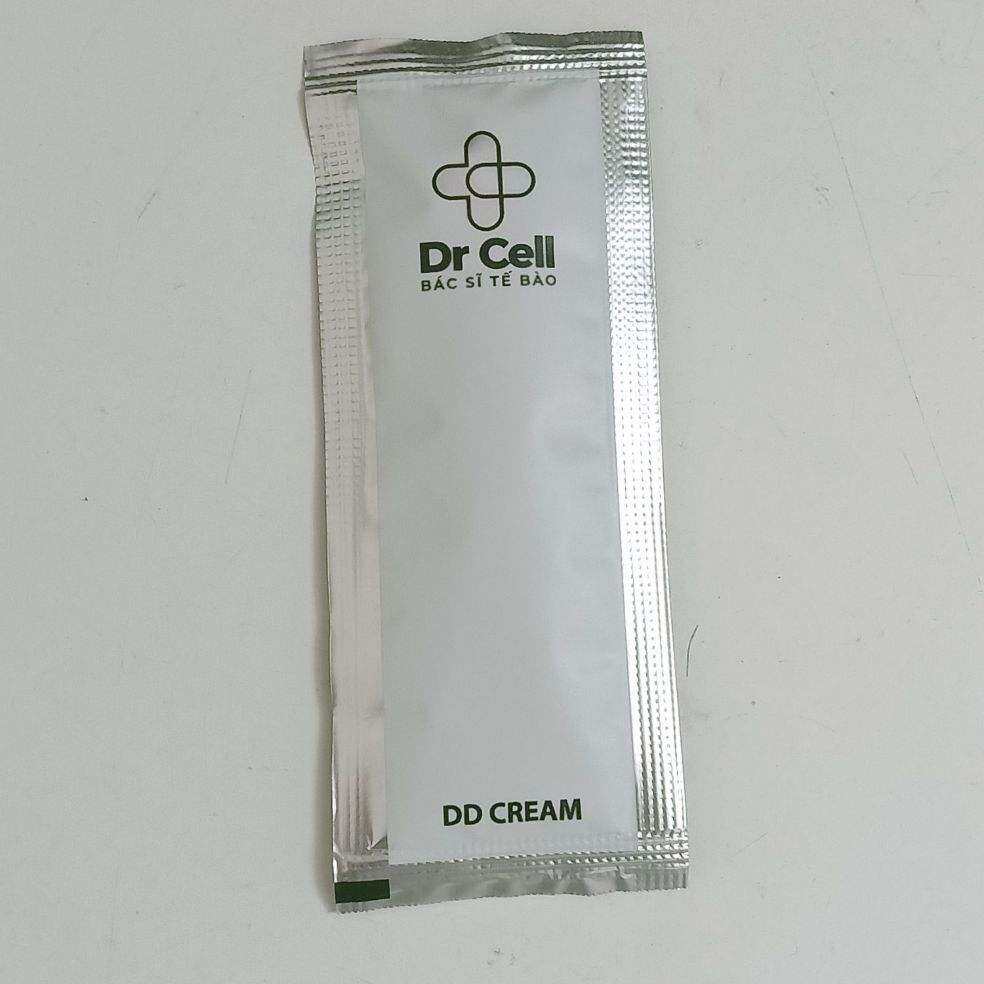 Dr Cell
BÁC SĨ TẾ BÀO
DD CREAM